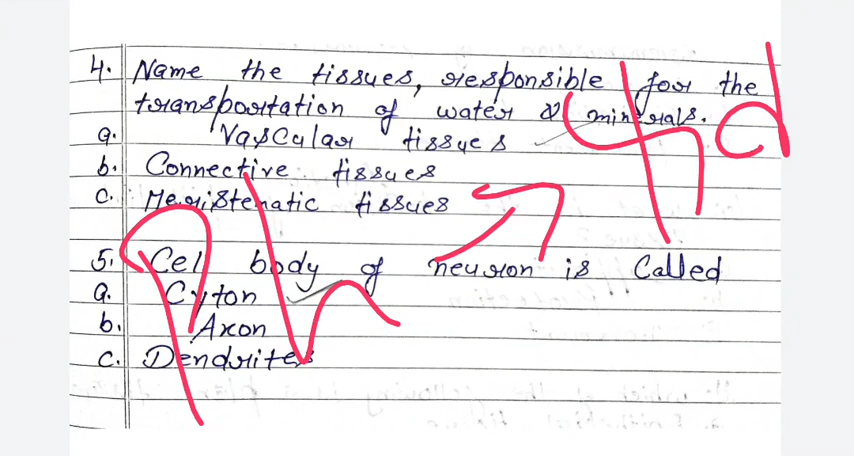 4. Name the tissues, responsible for the
transportation of water & minerals.
a. Vascular tissues
b. Connective tissues
c. Meristematic tissues
5. Cell body of neuron is Called
a. Cyton
b. Axon
c. Dendrites